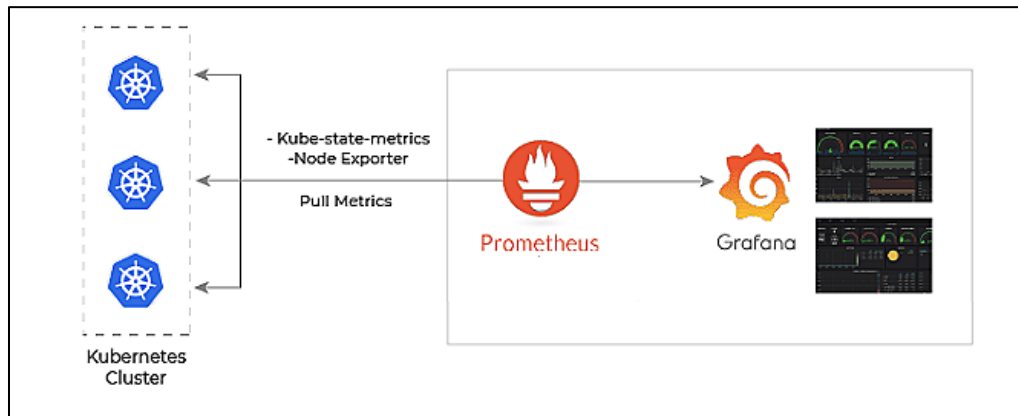 - Kube-state-metrics
-Node Exporter
Pull Metrics
Prometheus
Grafana
Kubernetes
Cluster